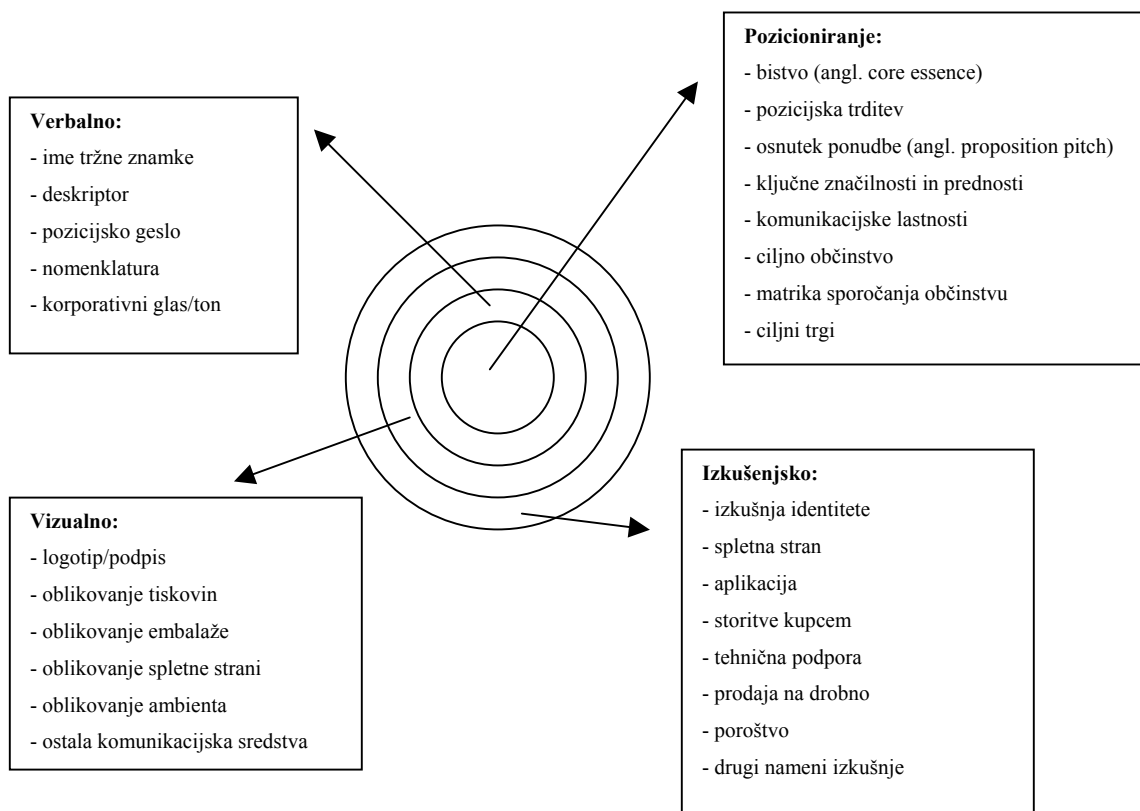 Pozicioniranje:
- bistvo (angl. core essence)
- pozicijska trditev
- osnutek ponudbe (angl. proposition pitch)
- ključne značilnosti in prednosti
- komunikacijske lastnosti
- ciljno občinstvo
- matrika sporočanja občinstvu
- ciljni trgi
Verbalno:
- ime tržne znamke
- deskriptor
- pozicijsko geslo
- nomenklatura
- korporativni glas/ton
Vizualno:
- logotip/podpis
- oblikovanje tiskovin
- oblikovanje embalaže
- oblikovanje spletne strani
- oblikovanje ambienta
- ostala komunikacijska sredstva
Izkušenjsko:
- izkušnja identitete
- spletna stran
- aplikacija
- storitve kupcem
- tehnična podpora
- prodaja na drobno
- poroštvo
- drugi nameni izkušnje